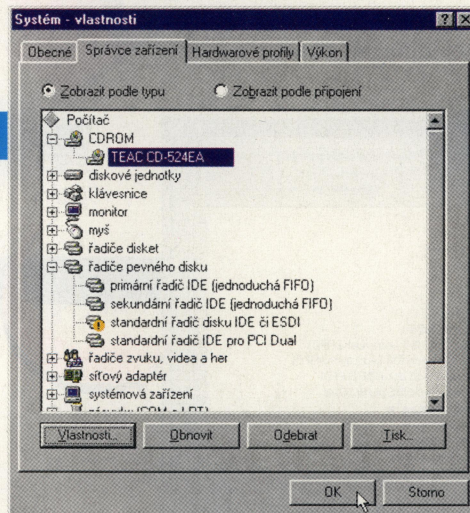 Systém - vlastnosti
Obecné
Správce zařízení
Hardwarové profily
Výkon
Zobrazit podle typu
Zobrazit podle připojení
Počítač
CDROM
TEAC CD-524EA
diskové jednotky
klávesnice
monitor
myš
řadiče disket
řadiče pevného disku
primární řadič IDE (jednoduchá FIFO)
sekundární řadič IDE (jednoduchá FIFO)
standardní řadič disku IDE či ESDI
standardní řadič IDE pro PCI Dual
řadiče zvuku, videa a her
síťový adaptér
systémová zařízení
Vlastnosti...
Obnovit
Odebrat
Tisk...
OK
Storno